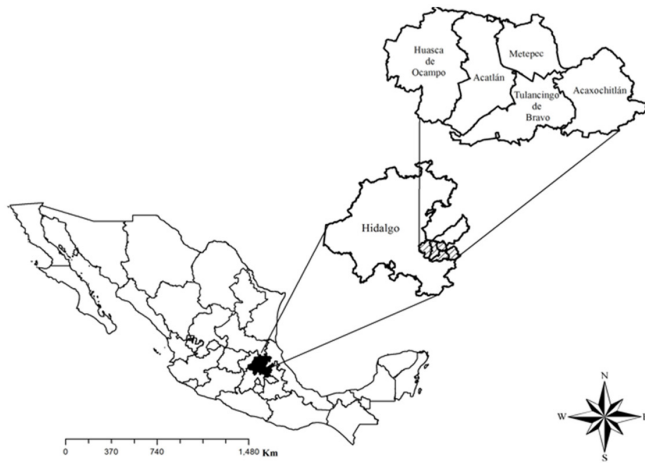 Huasca
de
Ocampo
Acatlán
Metepec
Tulancingo
de
Bravo
Acaxochitlán
Hidalgo
N
W
E
S
0 370 740 1,480 Km